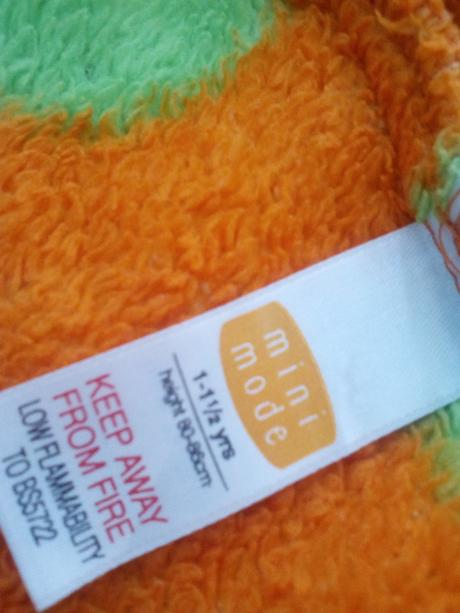 mini
mode
1-11/2 yrs
height 80-86cm
KEEP AWAY
FROM FIRE
LOW FLAMMABILITY
TO BS5722